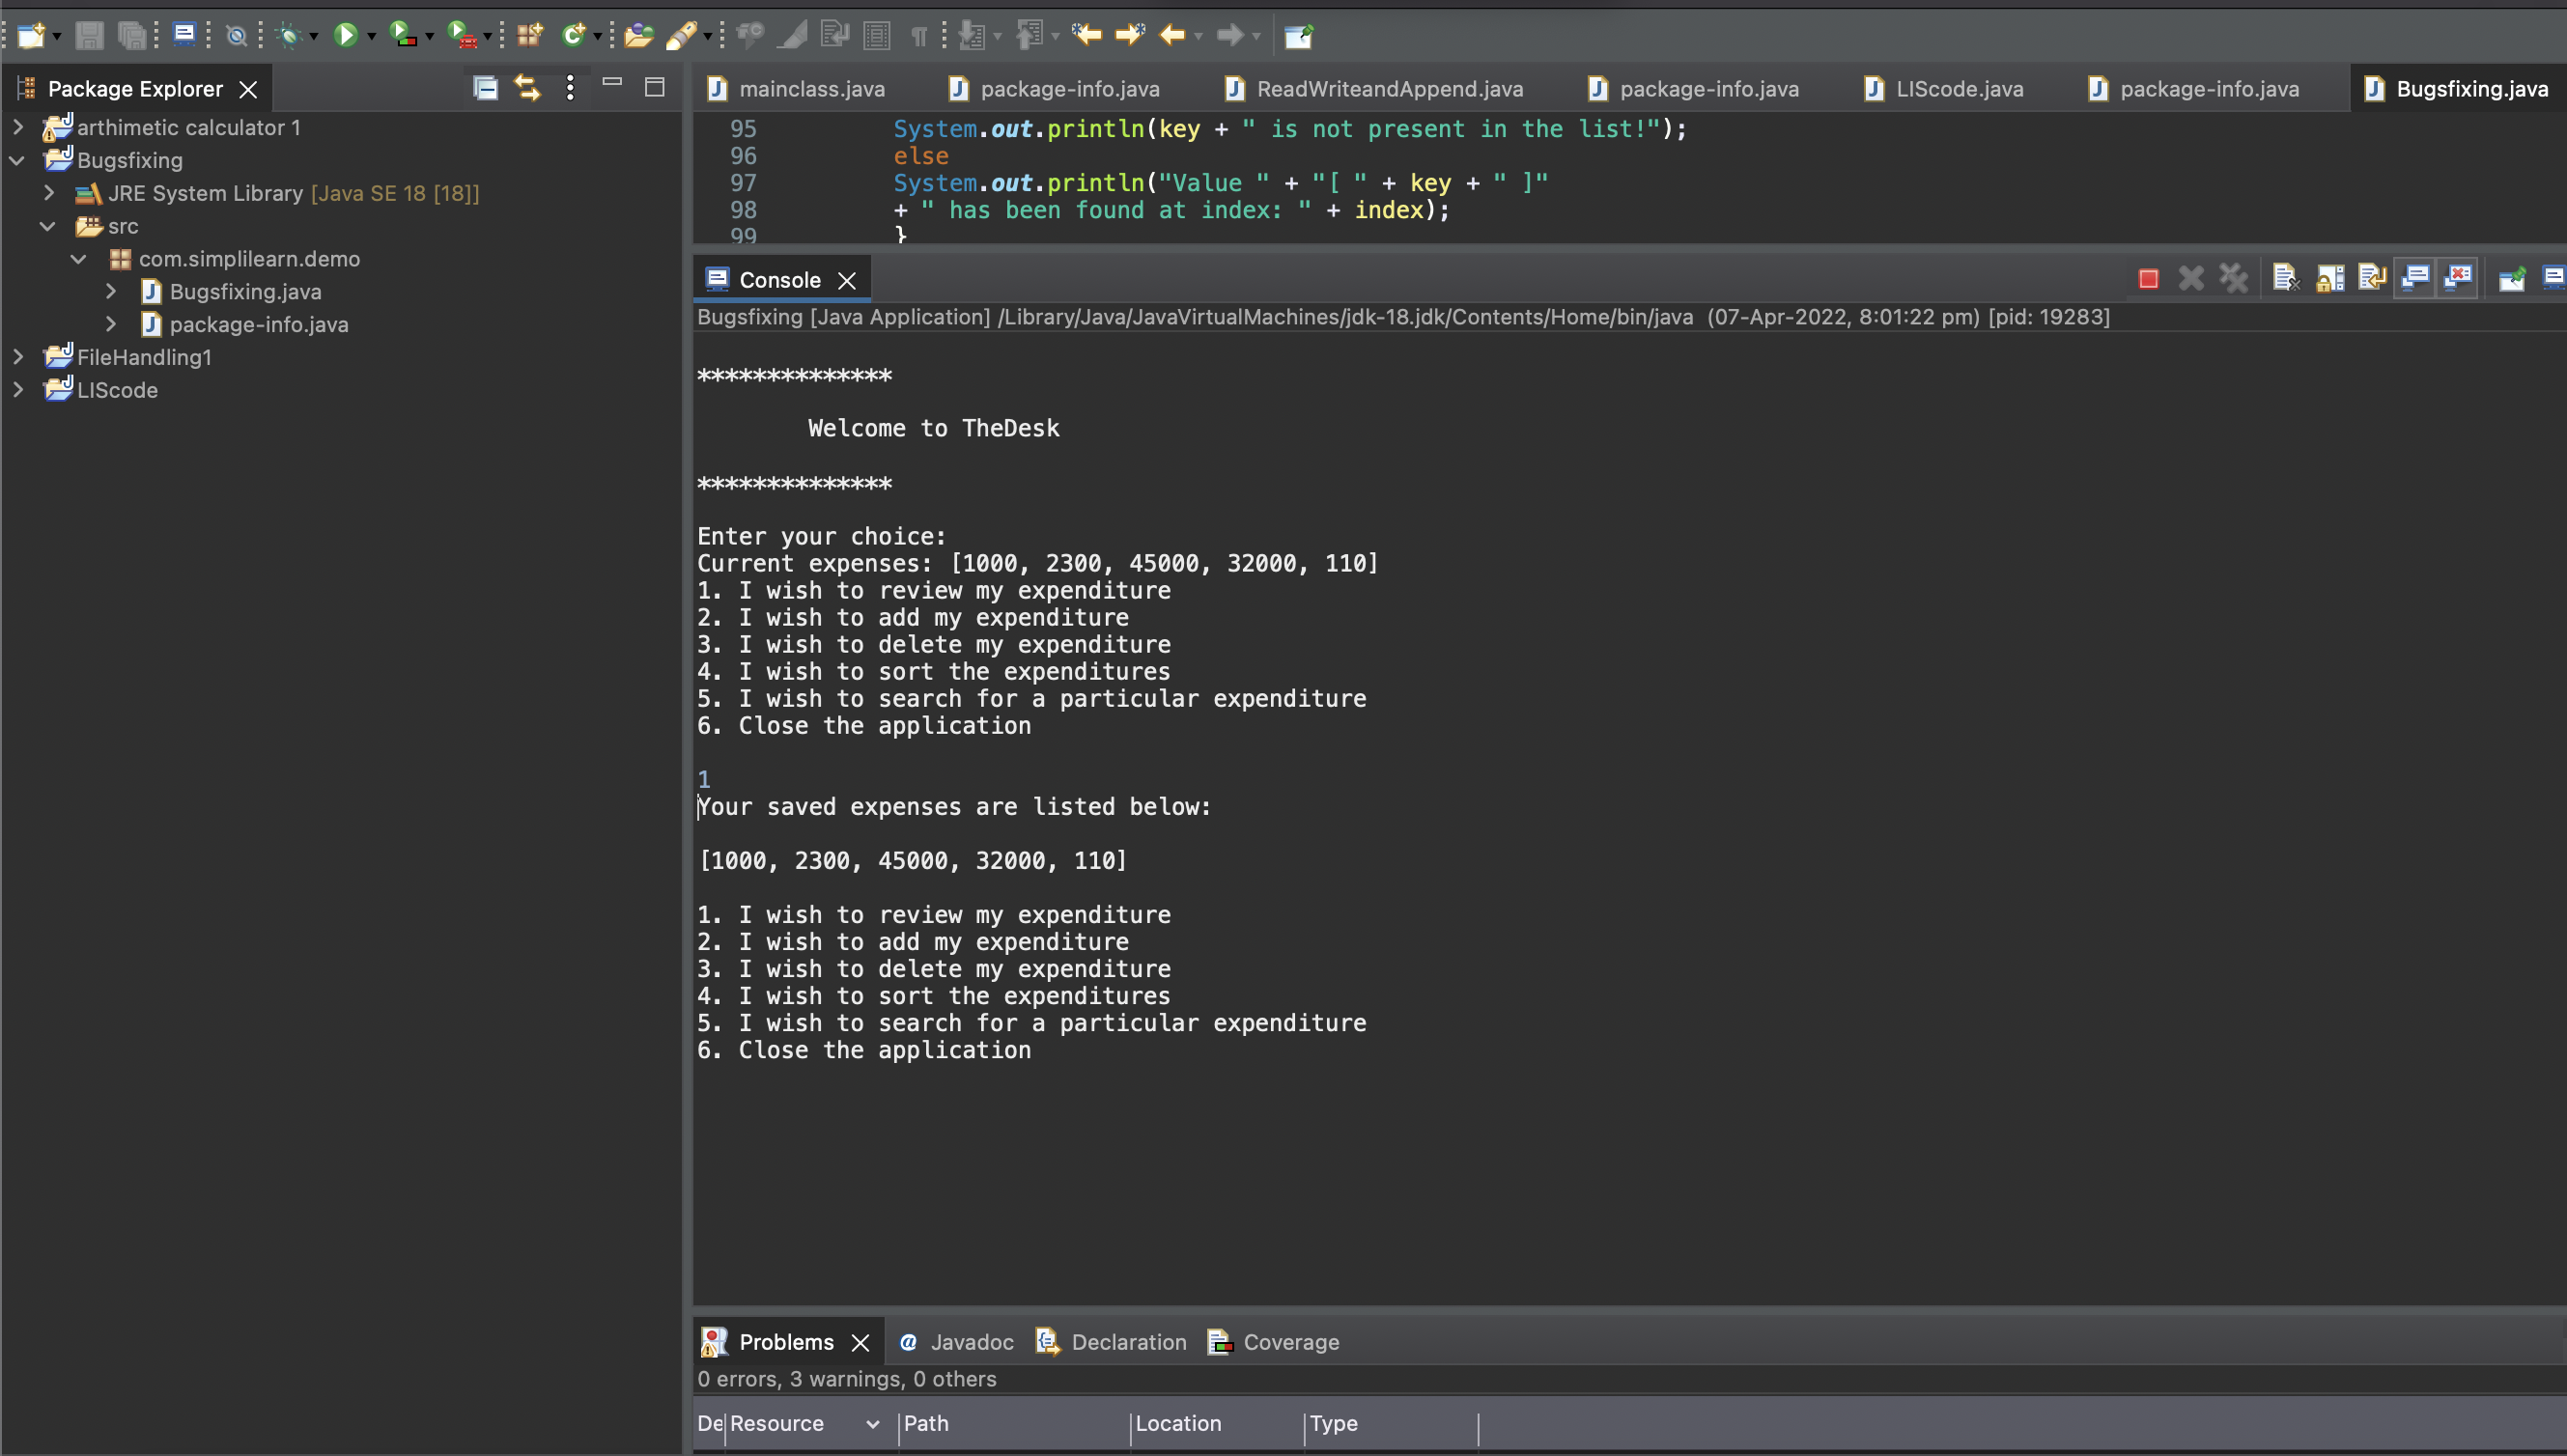 Package Explorer
arthimetic calculator 1
Bugsfixing
JRE System Library [Java SE 18 [18]]
src
com.simplilearn.demo
Bugsfixing.java
package-info.java
FileHandling1
LIScode
mainclass.java package-info.java ReadWriteandAppend.java package-info.java LIScode.java package-info.java Bugsfixing.java
95 System.out.println(key + " is not present in the list!");
96 else
97 System.out.println("Value " + "[ " + key + " ]"
98 + " has been found at index: " + index);
99 }
Console
Bugsfixing [Java Application] /Library/Java/JavaVirtualMachines/jdk-18.jdk/Contents/Home/bin/java (07-Apr-2022, 8:01:22 pm) [pid: 19283]
**************
Welcome to TheDesk
**************
Enter your choice:
Current expenses: [1000, 2300, 45000, 32000, 110]
1. I wish to review my expenditure
2. I wish to add my expenditure
3. I wish to delete my expenditure
4. I wish to sort the expenditures
5. I wish to search for a particular expenditure
6. Close the application
1
Your saved expenses are listed below:
[1000, 2300, 45000, 32000, 110]
1. I wish to review my expenditure
2. I wish to add my expenditure
3. I wish to delete my expenditure
4. I wish to sort the expenditures
5. I wish to search for a particular expenditure
6. Close the application
Problems Javadoc Declaration Coverage
0 errors, 3 warnings, 0 others
De Resource Path Location Type